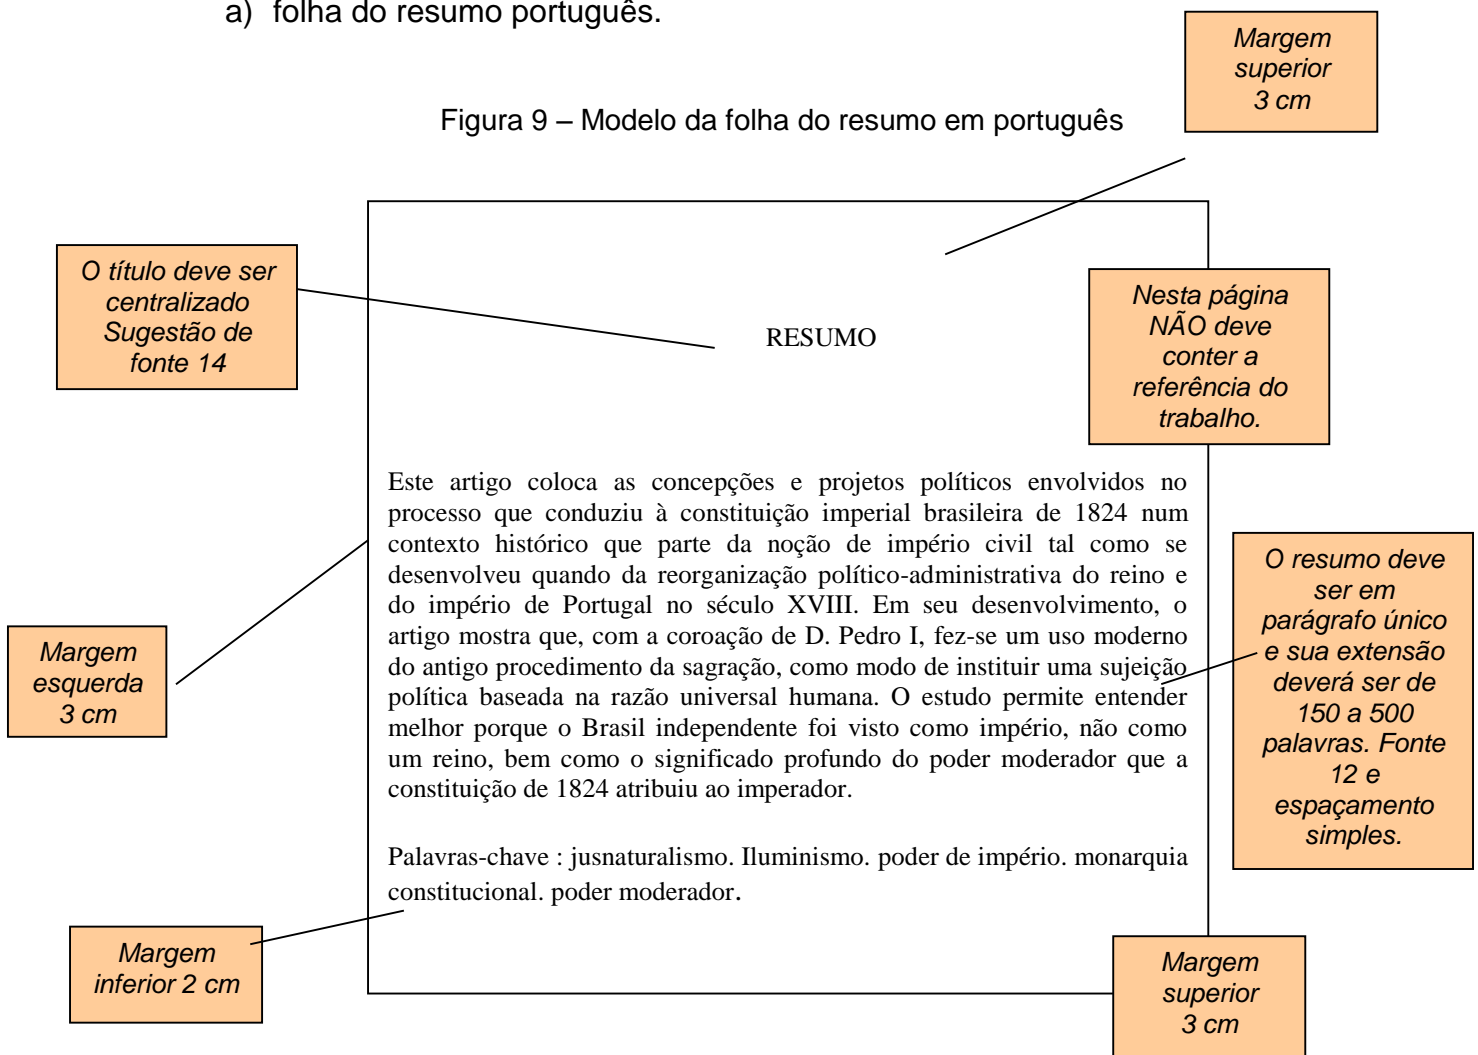 a) folha do resumo português.
Margem
superior
3 cm
Figura 9 – Modelo da folha do resumo em português
O título deve ser
centralizado
Sugestão de
fonte 14
Nesta página
NÃO deve
conter a
referência do
trabalho.
RESUMO
Este artigo coloca as concepções e projetos políticos envolvidos no
processo que conduziu à constituição imperial brasileira de 1824 num
contexto histórico que parte da noção de império civil tal como se
desenvolveu quando da reorganização político-administrativa do reino e
do império de Portugal no século XVIII. Em seu desenvolvimento, o
artigo mostra que, com a coroação de D. Pedro I, fez-se um uso moderno
do antigo procedimento da sagração, como modo de instituir uma sujeição
política baseada na razão universal humana. O estudo permite entender
melhor porque o Brasil independente foi visto como império, não como
um reino, bem como o significado profundo do poder moderador que a
constituição de 1824 atribuiu ao imperador.
O resumo deve
ser em
parágrafo único
e sua extensão
deverá ser de
150 a 500
palavras. Fonte
12 e
espaçamento
simples.
Margem
esquerda
3 cm
Palavras-chave : jusnaturalismo. Iluminismo. poder de império. monarquia
constitucional. poder moderador.
Margem
inferior 2 cm
Margem
superior
3 cm